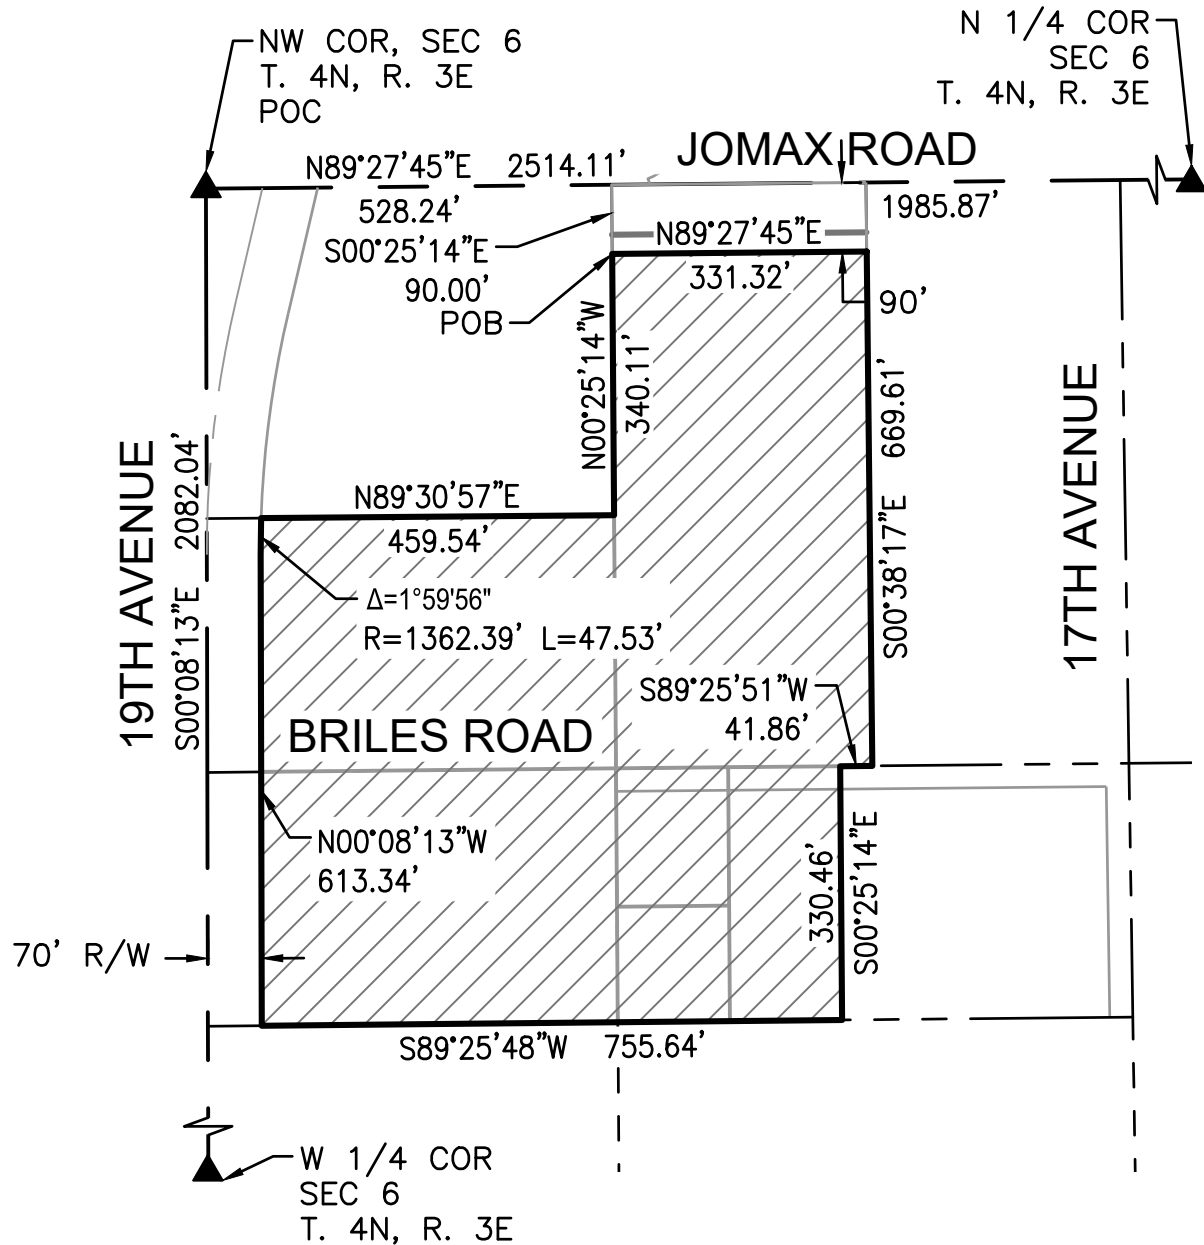 NW COR, SEC 6
T. 4N, R. 3E
POC
N 1/4 COR
SEC 6
T. 4N, R. 3E
JOMAX ROAD
N89°27'45"E 2514.11'
528.24'
1985.87'
S00°25'14"E
90.00'
POB
N89°27'45"E
331.32'
90'
N00°25'14"W
340.11'
669.61'
S00°38'17"E
17TH AVENUE
19TH AVENUE
S00°08'13"E 2082.04'
N89°30'57"E
459.54'
Δ=1°59'56"
R=1362.39' L=47.53'
S89°25'51"W
41.86'
BRILES ROAD
N00°08'13"W
613.34'
330.46'
S00°25'14"E
70' R/W
S89°25'48"W 755.64'
W 1/4 COR
SEC 6
T. 4N, R. 3E